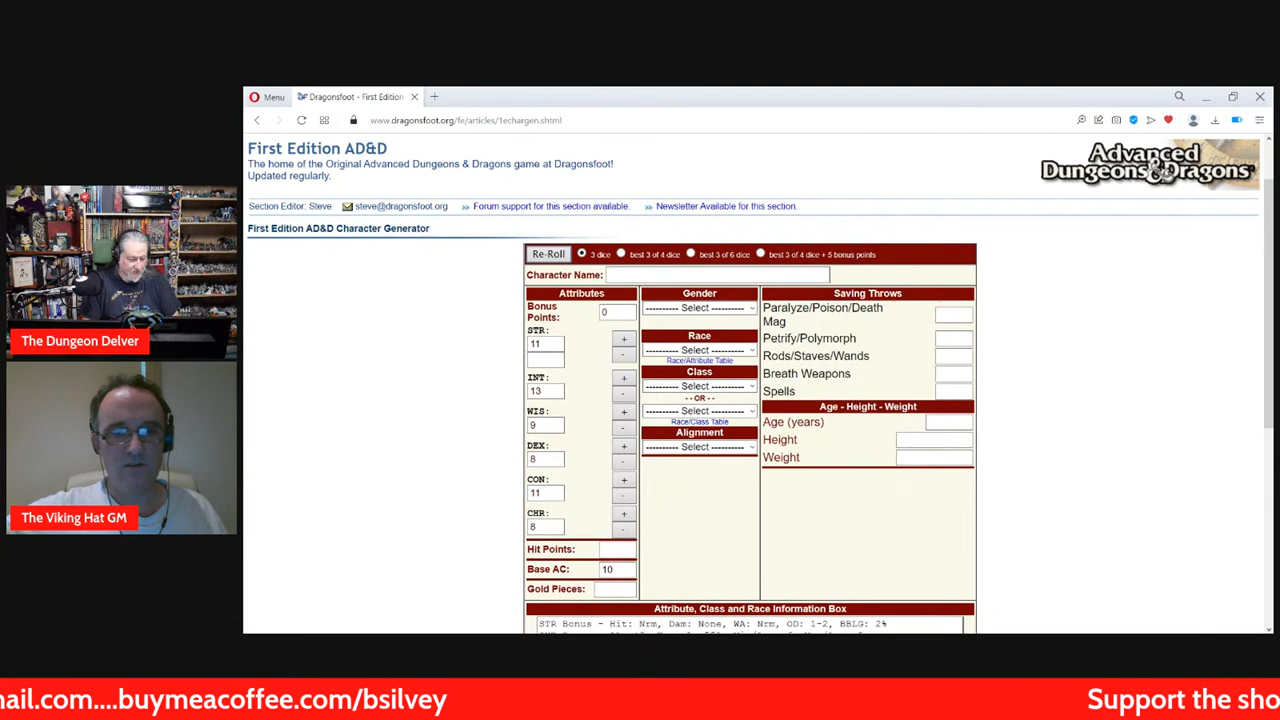 Menu
Dragonsfoot - First Edition
www.dragonsfoot.org/fe/articles/1echargen.shtml
First Edition AD&D
The home of the Original Advanced Dungeons & Dragons game at Dragonsfoot!
Updated regularly.
Advanced
Dungeons & Dragons
Section Editor: Steve steve@dragonsfoot.org >> Forum support for this section available. >> Newsletter Available for this section.
First Edition AD&D Character Generator
Re-Roll 3 dice best 3 of 4 dice best 3 of 6 dice best 3 of 4 dice + 5 bonus points
Character Name:
Attributes
Bonus Points: 0
STR:
11
+
-
INT:
13
+
-
WIS:
9
+
-
DEX:
8
+
-
CON:
11
+
-
CHR:
8
+
-
Hit Points:
Base AC: 10
Gold Pieces:
Gender
---------- Select ----------
Race
---------- Select ----------
Race/Attribute Table
Class
---------- Select ----------
- - OR - -
---------- Select ----------
Race/Class Table
Alignment
---------- Select ----------
Saving Throws
Paralyze/Poison/Death
Mag
Petrify/Polymorph
Rods/Staves/Wands
Breath Weapons
Spells
Age - Height - Weight
Age (years)
Height
Weight
Attribute, Class and Race Information Box
STR Bonus - Hit: Nrm, Dam: None, WA: Nrm, OD: 1-2, BBLG: 2%
The Dungeon Delver
The Viking Hat GM
nail.com....buymeacoffee.com/bsilvey
Support the sho